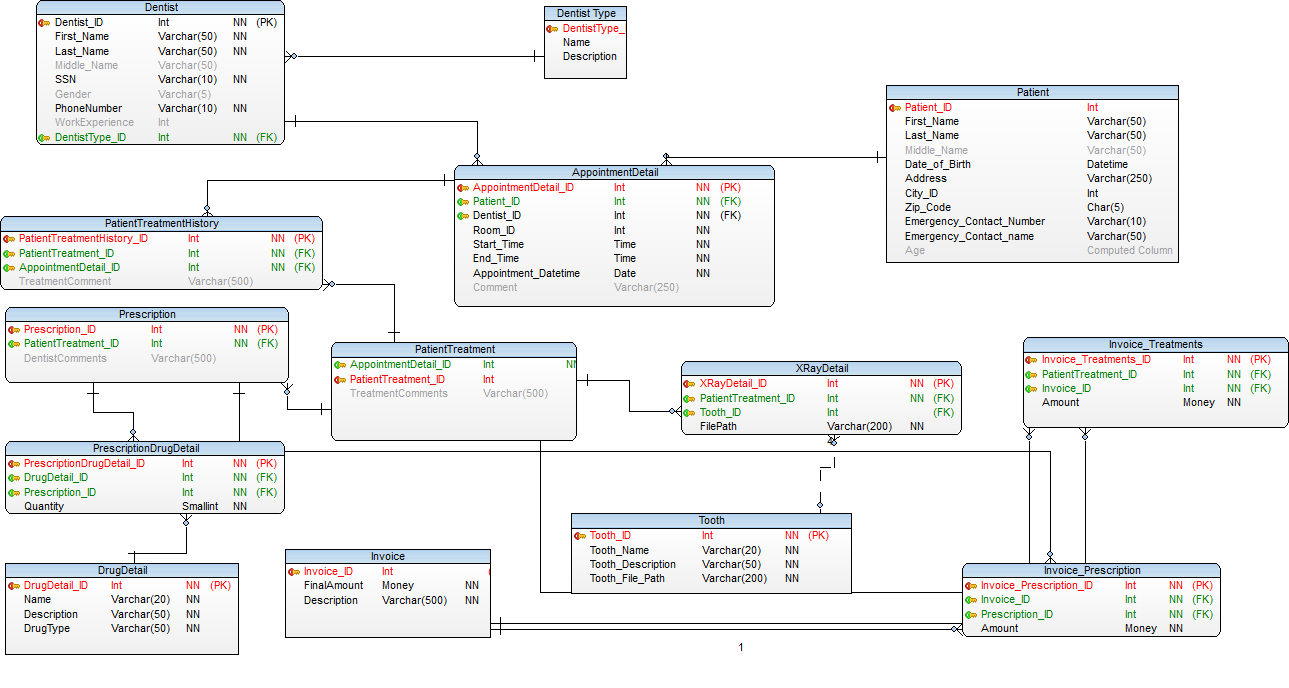 Dentist
Dentist_ID Int NN (PK)
First_Name Varchar(50) NN
Last_Name Varchar(50) NN
Middle_Name Varchar(50)
SSN Varchar(10) NN
Gender Varchar(5)
PhoneNumber Varchar(10) NN
WorkExperience Int
DentistType_ID Int NN (FK)
Dentist Type
DentistType_
Name
Description
Patient
Patient_ID Int
First_Name Varchar(50)
Last_Name Varchar(50)
Middle_Name Varchar(50)
Date_of_Birth Datetime
Address Varchar(250)
City_ID Int
Zip_Code Char(5)
Emergency_Contact_Number Varchar(10)
Emergency_Contact_name Varchar(50)
Age Computed Column
AppointmentDetail
AppointmentDetail_ID Int NN (PK)
Patient_ID Int NN (FK)
Dentist_ID Int NN (FK)
Room_ID Int NN
Start_Time Time NN
End_Time Time NN
Appointment_Datetime Date NN
Comment Varchar(250)
PatientTreatmentHistory
PatientTreatmentHistory_ID Int NN (PK)
PatientTreatment_ID Int NN (FK)
AppointmentDetail_ID Int NN (FK)
TreatmentComment Varchar(500)
Prescription
Prescription_ID Int NN (PK)
PatientTreatment_ID Int NN (FK)
DentistComments Varchar(500)
PatientTreatment
AppointmentDetail_ID Int NN
PatientTreatment_ID Int
TreatmentComments Varchar(500)
XRayDetail
XRayDetail_ID Int NN (PK)
PatientTreatment_ID Int NN (FK)
Tooth_ID Int (FK)
FilePath Varchar(200) NN
Invoice_Treatments
Invoice_Treatments_ID Int NN (PK)
PatientTreatment_ID Int NN (FK)
Invoice_ID Int NN (FK)
Amount Money NN
PrescriptionDrugDetail
PrescriptionDrugDetail_ID Int NN (PK)
DrugDetail_ID Int NN (FK)
Prescription_ID Int NN (FK)
Quantity Smallint NN
Tooth
Tooth_ID Int NN (PK)
Tooth_Name Varchar(20) NN
Tooth_Description Varchar(50) NN
Tooth_File_Path Varchar(200) NN
DrugDetail
DrugDetail_ID Int NN (PK)
Name Varchar(20) NN
Description Varchar(50) NN
DrugType Varchar(50) NN
Invoice
Invoice_ID Int
FinalAmount Money NN
Description Varchar(500) NN
Invoice_Prescription
Invoice_Prescription_ID Int NN (PK)
Invoice_ID Int NN (FK)
Prescription_ID Int NN (FK)
Amount Money NN
1